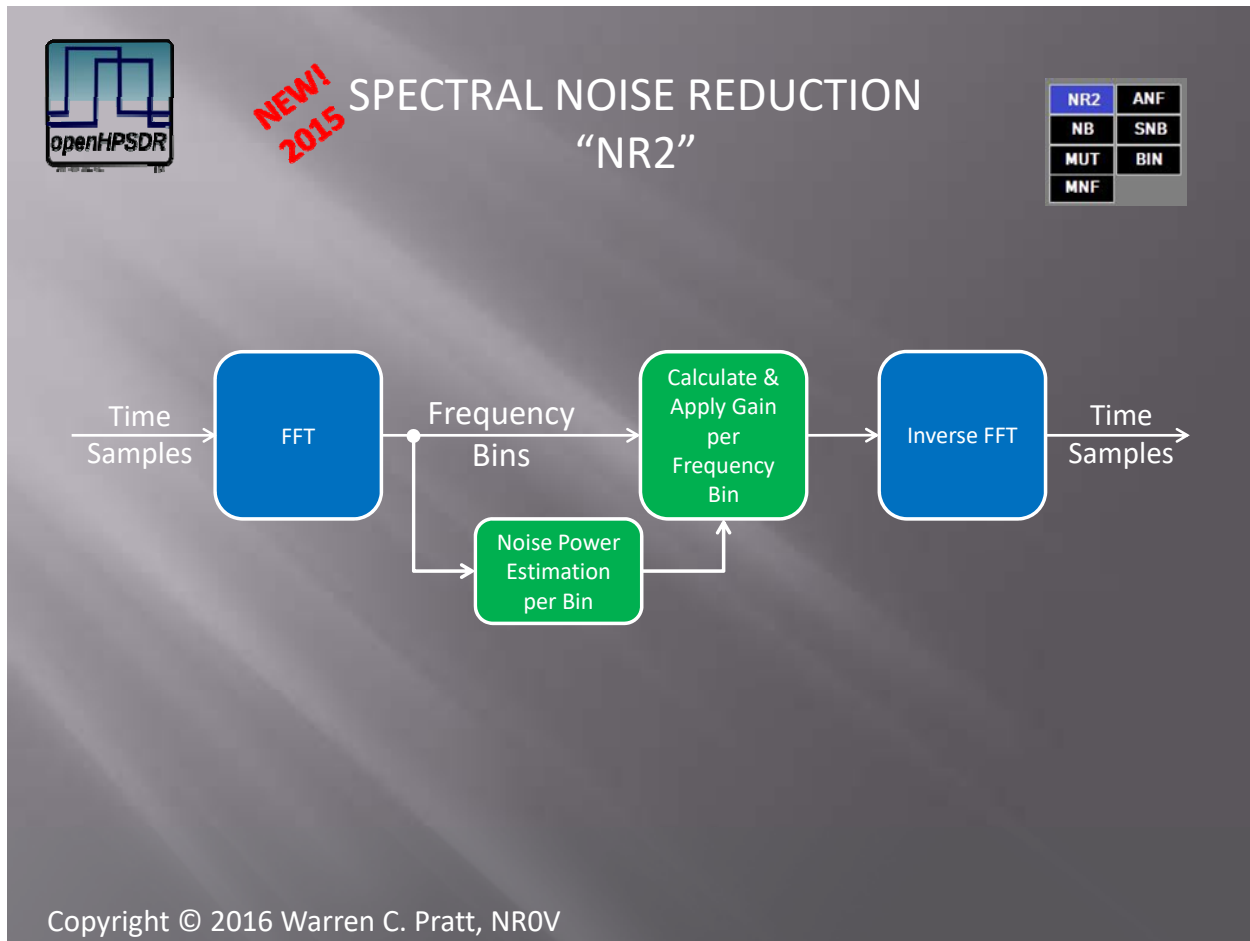 openHPSDR
NEW!
2015
SPECTRAL NOISE REDUCTION
“NR2”
NR2 ANF
NB SNB
MUT BIN
MNF
Time
Samples
FFT
Frequency
Bins
Noise Power
Estimation
per Bin
Calculate &
Apply Gain
per
Frequency
Bin
Inverse FFT
Time
Samples
Copyright © 2016 Warren C. Pratt, NR0V